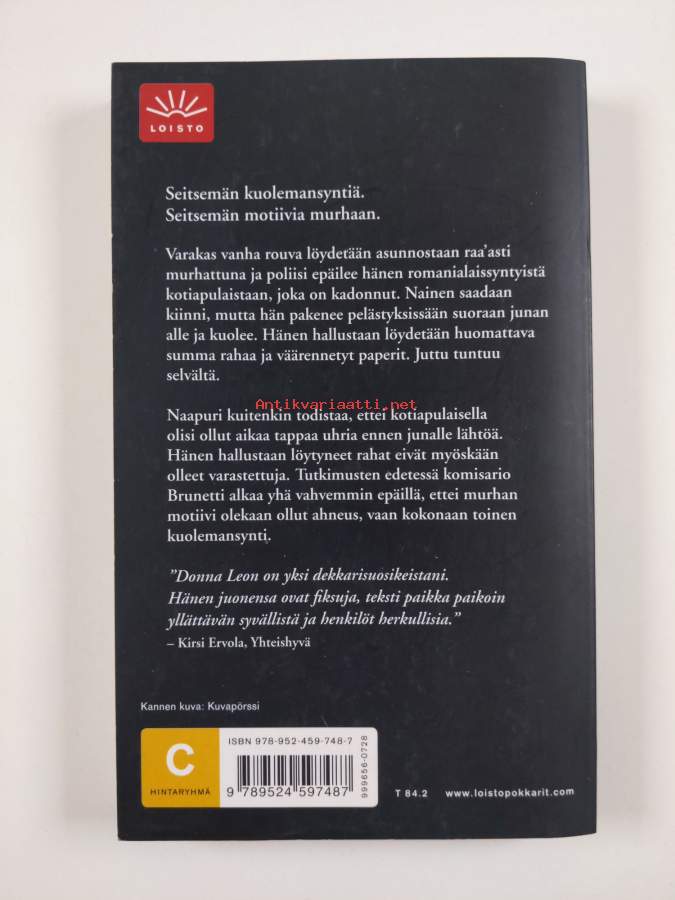 LOISTO
Seitsemän kuolemansyntiä.
Seitsemän motiivia murhaan.
Varakas vanha rouva löydetään asunnostaan raa'asti
murhattuna ja poliisi epäilee hänen romanialaissyntyistä
kotiapulaistaan, joka on kadonnut. Nainen saadaan
kiinni, mutta hän pakenee pelästyksissään suoraan junan
alle ja kuolee. Hänen hallustaan löydetään huomattava
summa rahaa ja väärennetyt paperit. Juttu tuntuu
selvältä.
Antikvariaatti.net
Naapuri kuitenkin todistaa, ettei kotiapulaisella
olisi ollut aikaa tappaa uhria ennen junalle lähtöä.
Hänen hallustaan löytyneet rahat eivät myöskään
olleet varastettuja. Tutkimusten edetessä komisario
Brunetti alkaa yhä vahvemmin epäillä, ettei murhan
motiivi olekaan ollut ahneus, vaan kokonaan toinen
kuolemansynti.
”Donna Leon on yksi dekkarisuosikeistani.
Hänen juonensa ovat fiksuja, teksti paikka paikoin
yllättävän syvällistä ja henkilöt herkullisia.”
– Kirsi Ervola, Yhteishyvä
Kannen kuva: Kuvapörssi
C
HINTARYHMÄ
ISBN 978-952-459-748-7
9 789524 597487
999656-0728
T 84.2
www.loistopokkarit.com